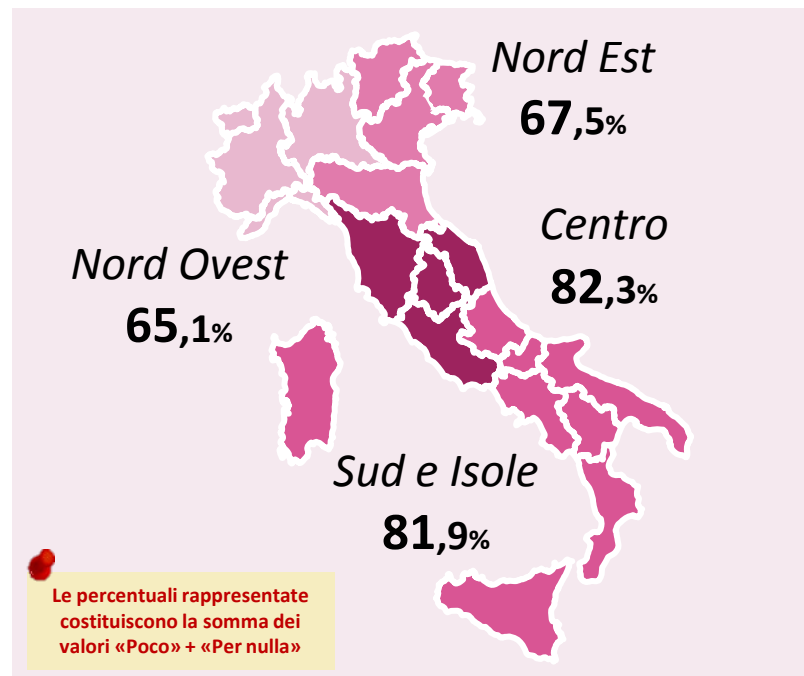 Nord Est
67,5%
Centro
82,3%
Nord Ovest
65,1%
Sud e Isole
81,9%
Le percentuali rappresentate
costituiscono la somma dei
valori «Poco» + «Per nulla»